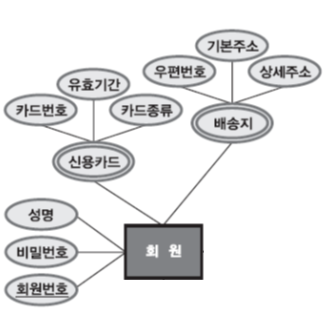 기본주소
우편번호
상세주소
유효기간
카드번호
카드종류
배송지
신용카드
성명
비밀번호
회원번호
회 원